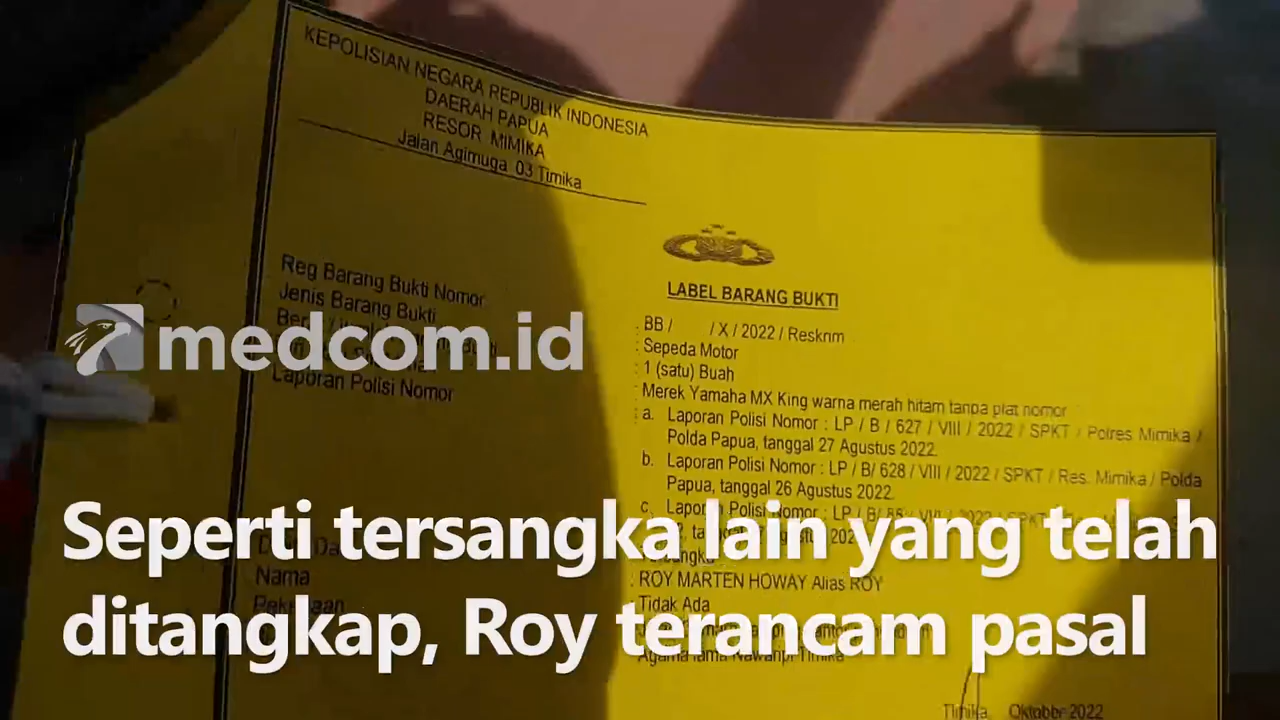 KEPOLISIAN NEGARA REPUBLIK INDONESIA
DAERAH PAPUA
RESOR MIMIKA
Jalan Agimuga 03 Timika
LABEL BARANG BUKTI
Reg Barang Bukti Nomor : BB / / X / 2022 / Resknm
Jenis Barang Bukti : Sepeda Motor
: 1 (satu) Buah
: Merek Yamaha MX King warna merah hitam tanpa plat nomor
Laporan Polisi Nomor : a. Laporan Polisi Nomor : LP / B / 627 / VIII / 2022 / SPKT / Polres Mimika /
Polda Papua, tanggal 27 Agustus 2022.
b. Laporan Polisi Nomor : LP / B/ 628 / VIII / 2022 / SPKT / Res. Mimika / Polda
Papua, tanggal 26 Agustus 2022.
c. Laporan Polisi Nomor : LP / B/
medcom.id
Seperti tersangka lain yang telah
ditangkap, Roy terancam pasal
Nama : ROY MARTEN HOWAY Alias ROY
: Tidak Ada
Timika, Oktober 2022